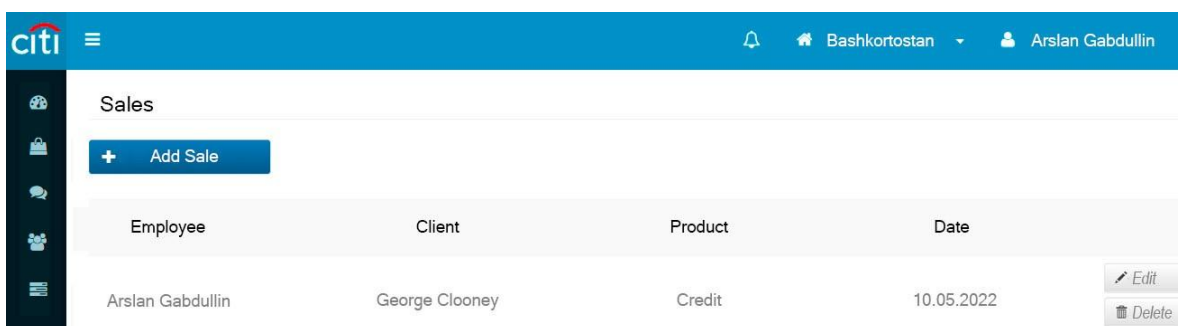 citi Bashkortostan Arslan Gabdullin
Sales
+ Add Sale
Employee Client Product Date
Arslan Gabdullin George Clooney Credit 10.05.2022 Edit
Delete